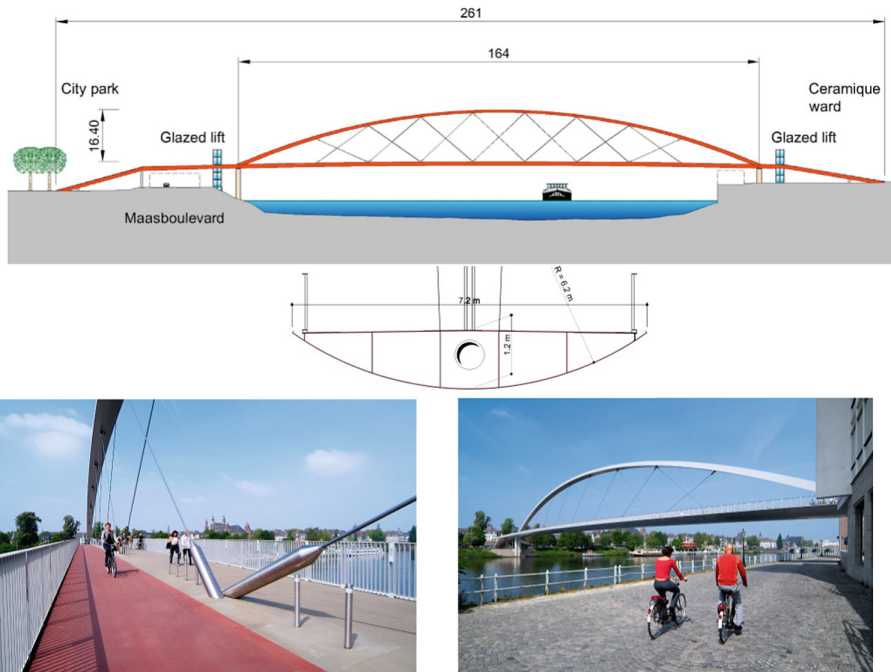 261
164
City park
Ceramique
ward
16.40
Glazed lift
Glazed lift
Maasboulevard
R = 6.2 m
7.2 m
1.2 m